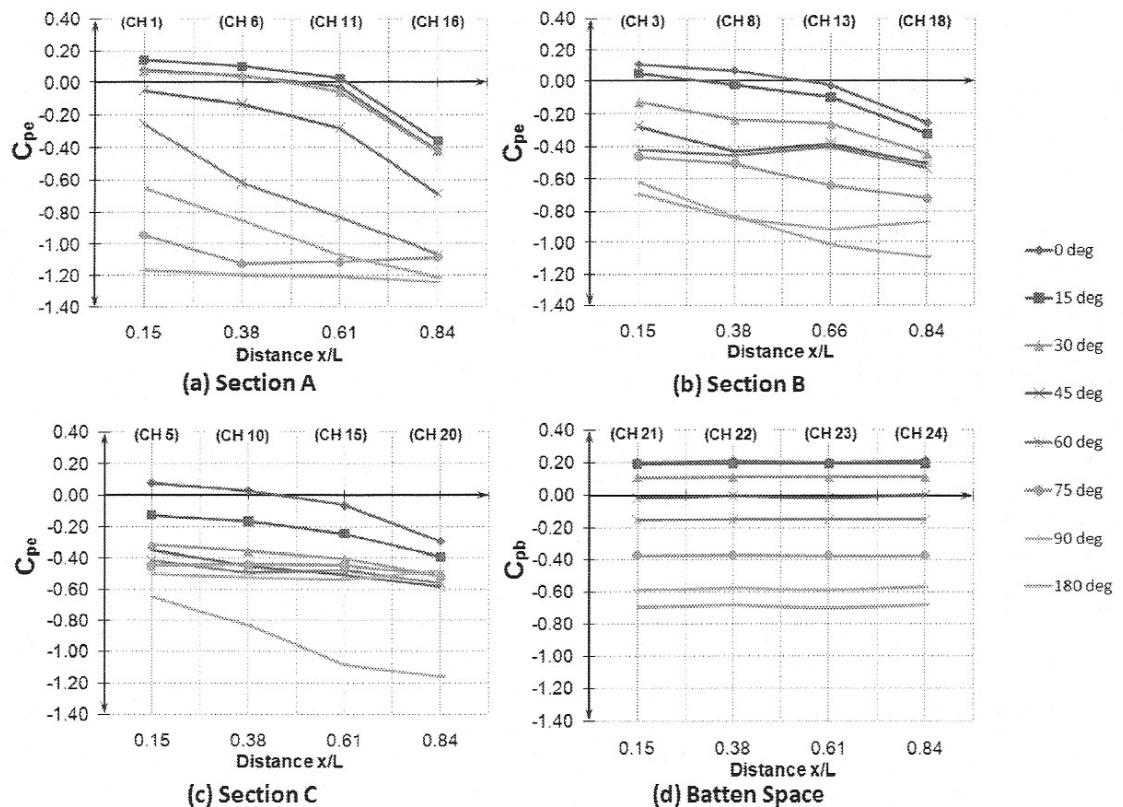 (CH 1) (CH 6) (CH 11) (CH 16)
0.40
0.20
0.00
-0.20
-0.40
-0.60
-0.80
-1.00
-1.20
-1.40
Cpe
0.15 0.38 0.61 0.84
Distance x/L
(a) Section A
(CH 3) (CH 8) (CH 13) (CH 18)
0.40
0.20
0.00
-0.20
-0.40
-0.60
-0.80
-1.00
-1.20
-1.40
Cpe
0.15 0.38 0.66 0.84
Distance x/L
(b) Section B
(CH 5) (CH 10) (CH 15) (CH 20)
0.40
0.20
0.00
-0.20
-0.40
-0.60
-0.80
-1.00
-1.20
-1.40
Cpe
0.15 0.38 0.61 0.84
Distance x/L
(c) Section C
(CH 21) (CH 22) (CH 23) (CH 24)
0.40
0.20
0.00
-0.20
-0.40
-0.60
-0.80
-1.00
-1.20
-1.40
Cpb
0.15 0.38 0.61 0.84
Distance x/L
(d) Batten Space
0 deg
15 deg
30 deg
45 deg
60 deg
75 deg
90 deg
180 deg